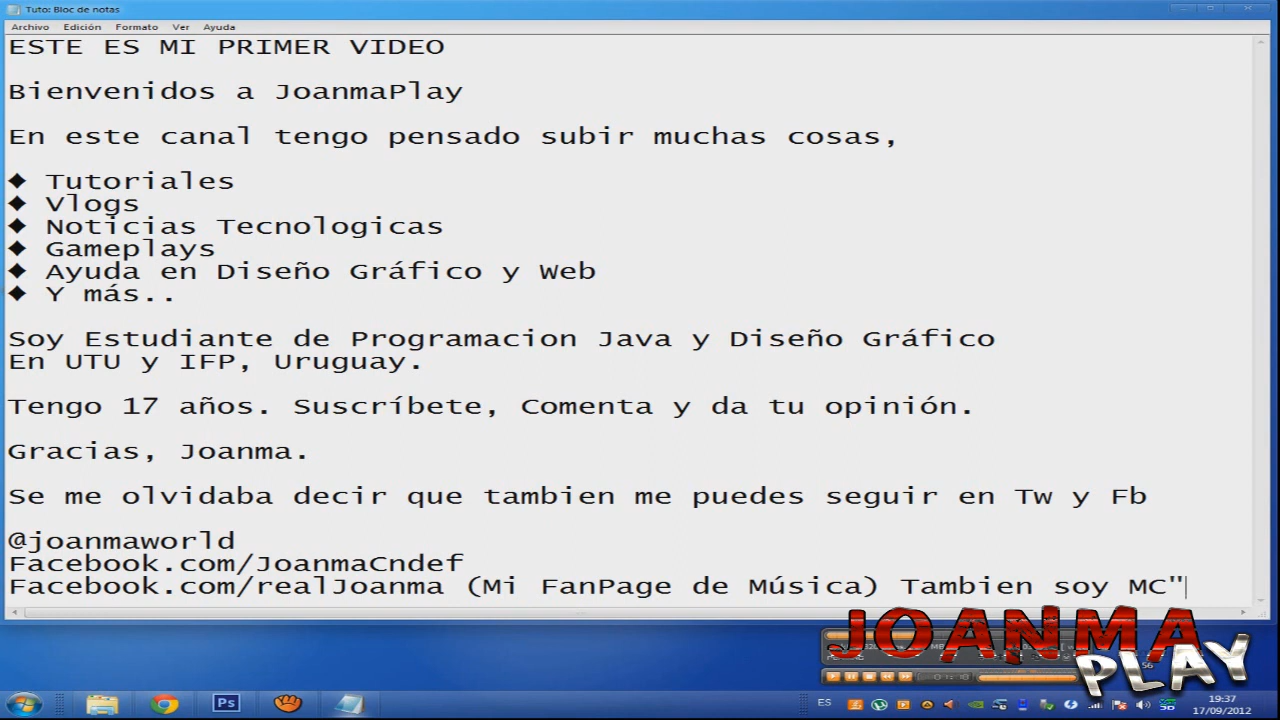 Tuto: Bloc de notas
Archivo Edición Formato Ver Ayuda
ESTE ES MI PRIMER VIDEO
Bienvenidos a JoanmaPlay
En este canal tengo pensado subir muchas cosas,
◆ Tutoriales
◆ Vlogs
◆ Noticias Tecnologicas
◆ Gameplays
◆ Ayuda en Diseño Gráfico y Web
◆ Y más..
Soy Estudiante de Programacion Java y Diseño Gráfico
En UTU y IFP, Uruguay.
Tengo 17 años. Suscríbete, Comenta y da tu opinión.
Gracias, Joanma.
Se me olvidaba decir que tambien me puedes seguir en Tw y Fb
@joanmaworld
Facebook.com/JoanmaCndef
Facebook.com/realJoanma (Mi FanPage de Música) Tambien soy MC"
JOANMA
PLAY
Ps
ES
19:37
17/09/2012